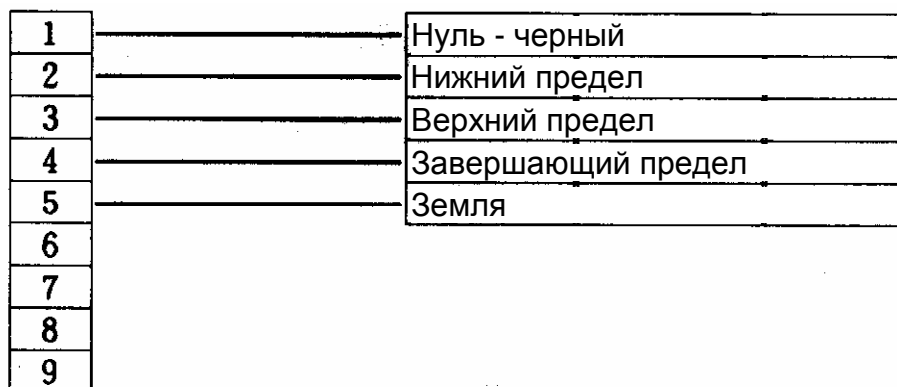 1 Нуль - черный
2 Нижний предел
3 Верхний предел
4 Завершающий предел
5 Земля
6
7
8
9